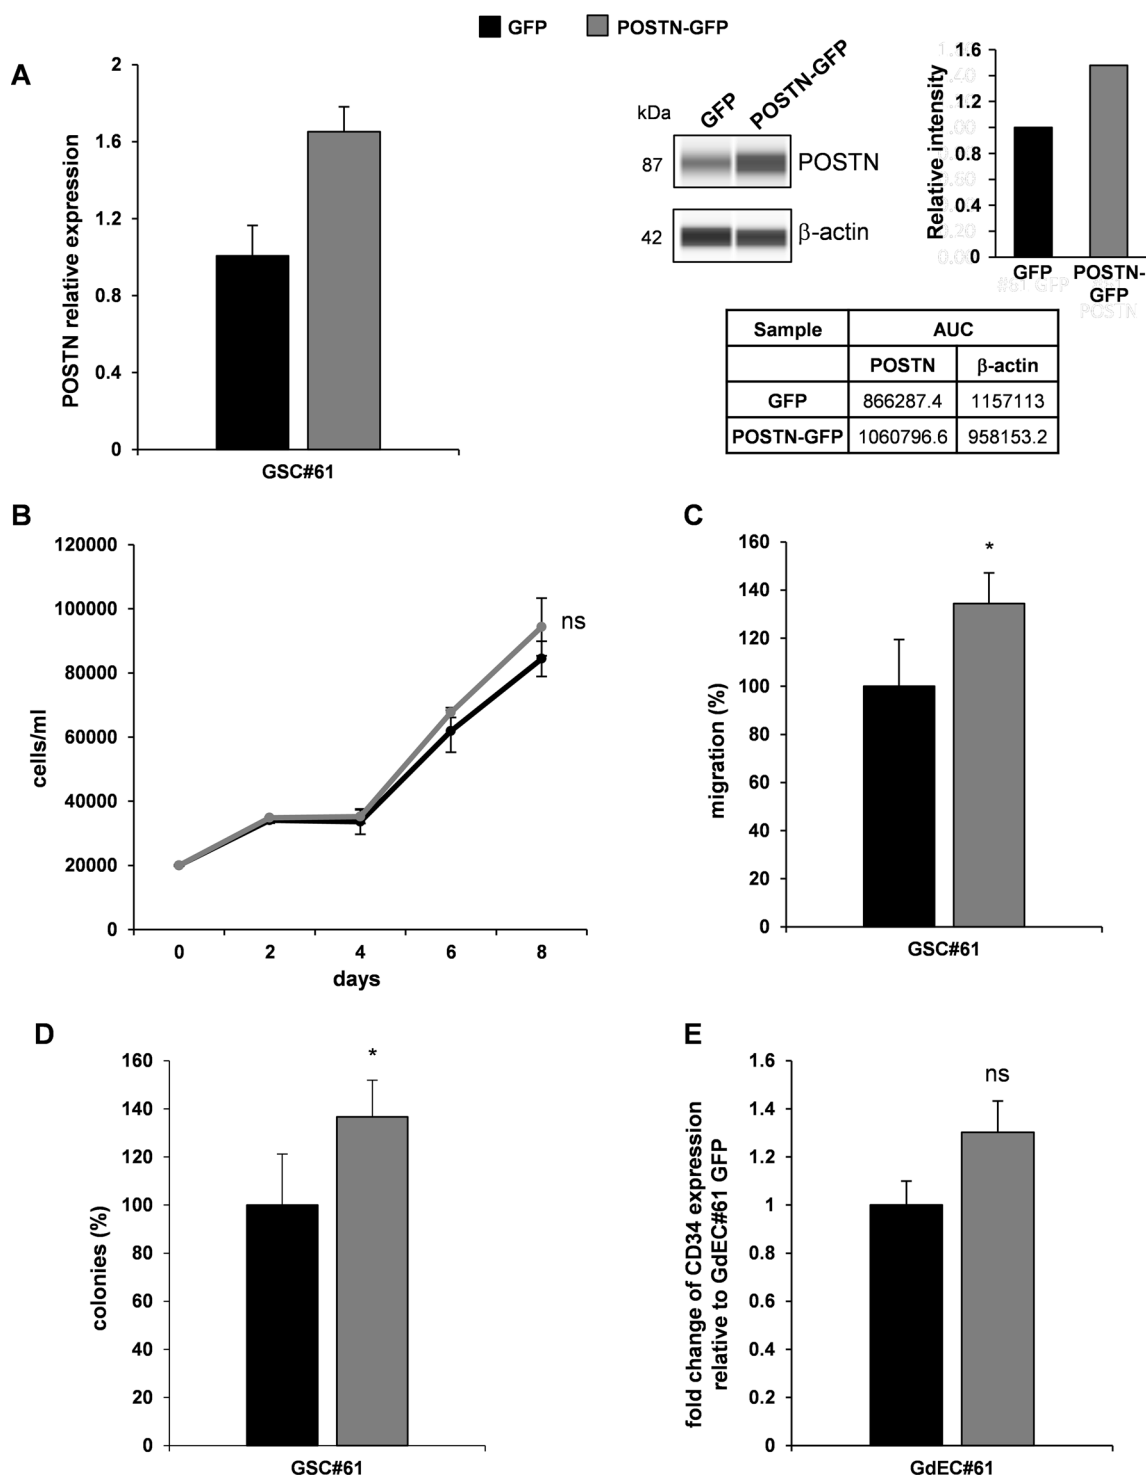 GFP POSTN-GFP
A
2
1.6
1.2
0.8
0.4
0
POSTN relative expression
GSC#61
kDa
GFP
POSTN-GFP
87
POSTN
42
β-actin
Relative intensity
1.6
1.2
0.8
0.4
0
GFP
POSTN-
GFP
#61 GFP
POSTN
Sample AUC
POSTN β-actin
GFP 866287.4 1157113
POSTN-GFP 1060796.6 958153.2
B
120000
100000
80000
60000
40000
20000
0
cells/ml
ns
0 2 4 6 8
days
C
160
140
120
100
80
60
40
20
0
migration (%)
*
GSC#61
D
160
140
120
100
80
60
40
20
0
colonies (%)
*
GSC#61
E
1.6
1.4
1.2
1
0.8
0.6
0.4
0.2
0
fold change of CD34 expression
relative to GdEC#61 GFP
ns
GdEC#61